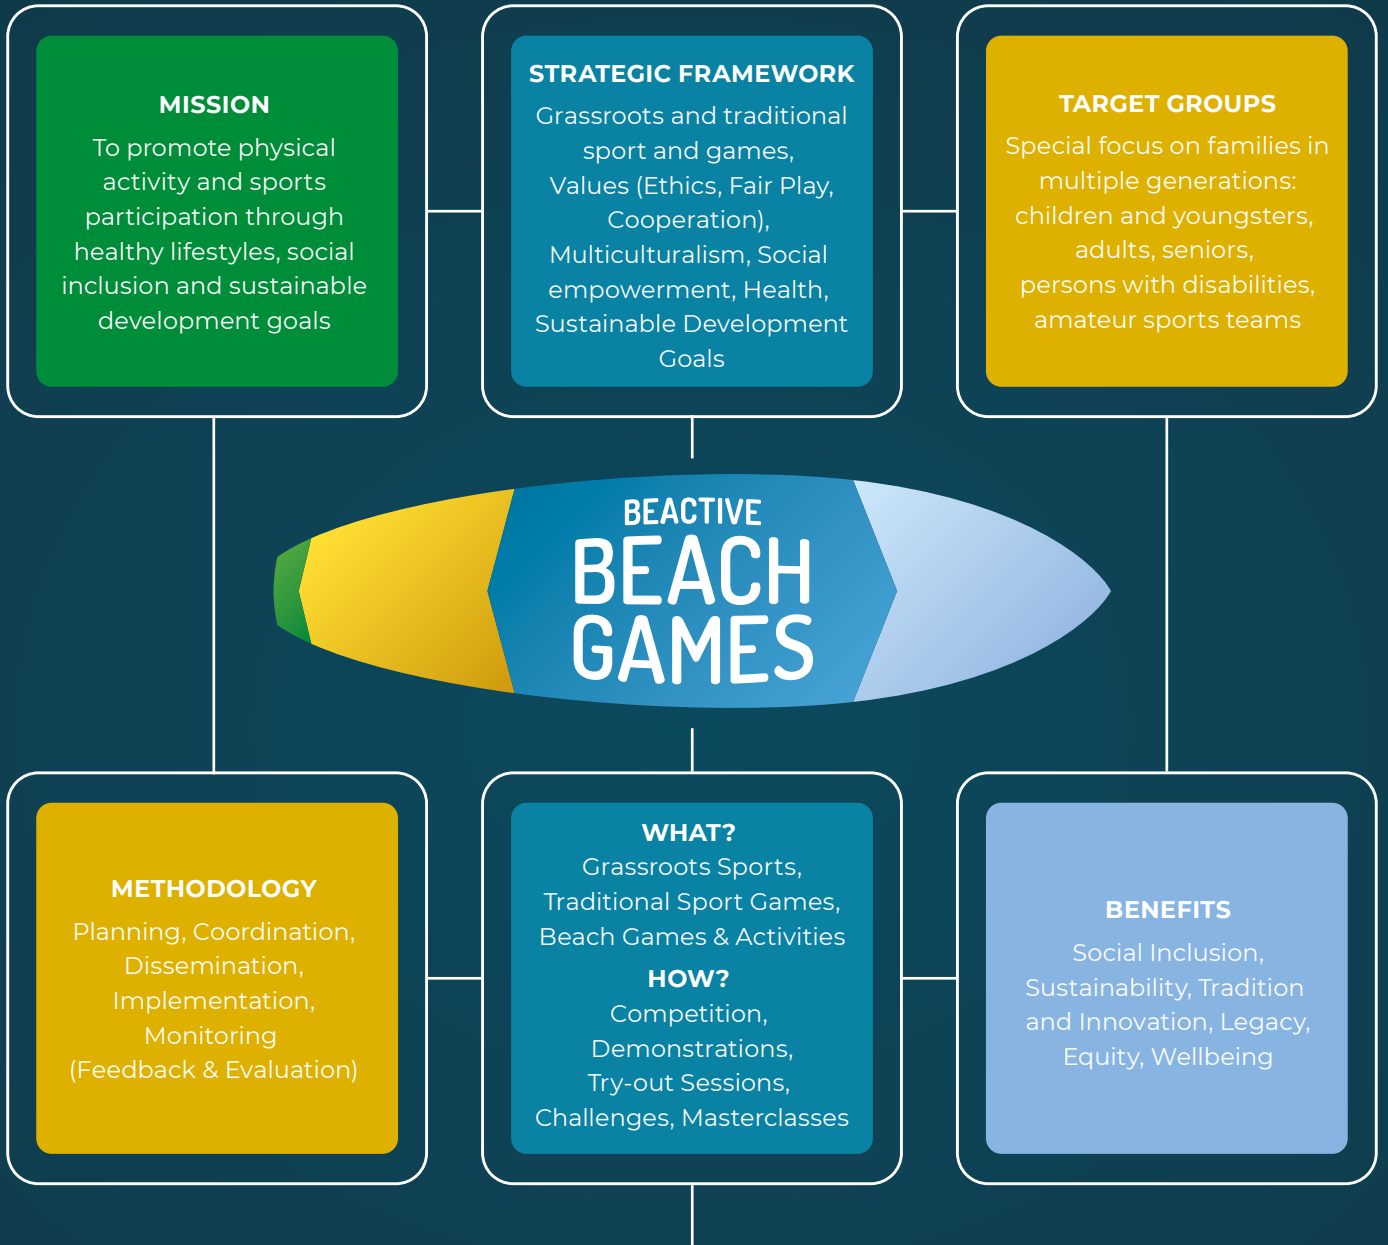 MISSION
To promote physical
activity and sports
participation through
healthy lifestyles, social
inclusion and sustainable
development goals
STRATEGIC FRAMEWORK
Grassroots and traditional
sport and games,
Values (Ethics, Fair Play,
Cooperation),
Multiculturalism, Social
empowerment, Health,
Sustainable Development
Goals
TARGET GROUPS
Special focus on families in
multiple generations:
children and youngsters,
adults, seniors,
persons with disabilities,
amateur sports teams
BEACTIVE
BEACH
GAMES
METHODOLOGY
Planning, Coordination,
Dissemination,
Implementation,
Monitoring
(Feedback & Evaluation)
WHAT?
Grassroots Sports,
Traditional Sport Games,
Beach Games & Activities
HOW?
Competition,
Demonstrations,
Try-out Sessions,
Challenges, Masterclasses
BENEFITS
Social Inclusion,
Sustainability, Tradition
and Innovation, Legacy,
Equity, Wellbeing